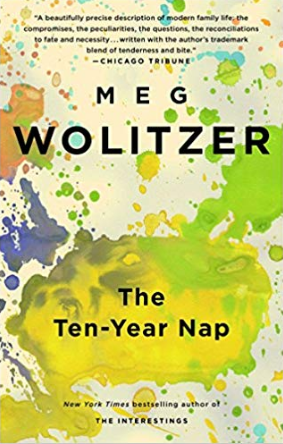 "A beautifully precise description of modern family life: the
compromises, the peculiarities, the questions, the reconciliations
to fate and necessity...written with the author's trademark
blend of tenderness and bite."
—CHICAGO TRIBUNE
MEG
WOLITZER
The
Ten-Year Nap
New York Times bestselling author of
THE INTERESTINGS